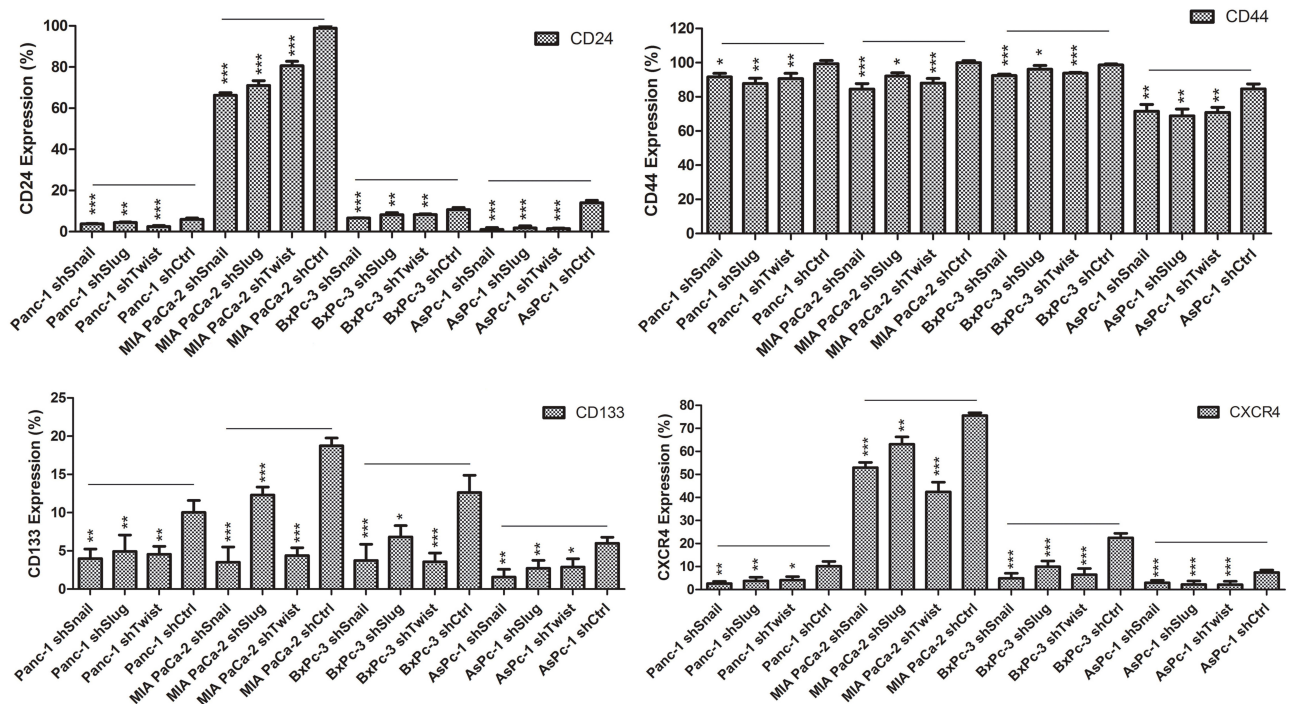 CD24
CD24 Expression (%)
100
80
60
40
20
0
*** ** *** *** *** *** *** ** ** *** *** ***
Panc-1 shSnail
Panc-1 shSlug
Panc-1 shTwist
Panc-1 shCtrl
MIA PaCa-2 shSnail
MIA PaCa-2 shSlug
MIA PaCa-2 shTwist
MIA PaCa-2 shCtrl
BxPc-3 shSnail
BxPc-3 shSlug
BxPc-3 shTwist
BxPc-3 shCtrl
AsPc-1 shSnail
AsPc-1 shSlug
AsPc-1 shTwist
AsPc-1 shCtrl
CD44
CD44 Expression (%)
120
100
80
60
40
20
0
* ** ** *** * *** *** * *** ** ** **
Panc-1 shSnail
Panc-1 shSlug
Panc-1 shTwist
Panc-1 shCtrl
MIA PaCa-2 shSnail
MIA PaCa-2 shSlug
MIA PaCa-2 shTwist
MIA PaCa-2 shCtrl
BxPc-3 shSnail
BxPc-3 shSlug
BxPc-3 shTwist
BxPc-3 shCtrl
AsPc-1 shSnail
AsPc-1 shSlug
AsPc-1 shTwist
AsPc-1 shCtrl
CD133
CD133 Expression (%)
25
20
15
10
5
0
** ** ** *** *** *** *** * *** ** ** *
Panc-1 shSnail
Panc-1 shSlug
Panc-1 shTwist
Panc-1 shCtrl
MIA PaCa-2 shSnail
MIA PaCa-2 shSlug
MIA PaCa-2 shTwist
MIA PaCa-2 shCtrl
BxPc-3 shSnail
BxPc-3 shSlug
BxPc-3 shTwist
BxPc-3 shCtrl
AsPc-1 shSnail
AsPc-1 shSlug
AsPc-1 shTwist
AsPc-1 shCtrl
CXCR4
CXCR4 Expression (%)
80
70
60
50
40
30
20
10
0
** ** * *** ** *** *** *** *** *** *** ***
Panc-1 shSnail
Panc-1 shSlug
Panc-1 shTwist
Panc-1 shCtrl
MIA PaCa-2 shSnail
MIA PaCa-2 shSlug
MIA PaCa-2 shTwist
MIA PaCa-2 shCtrl
BxPc-3 shSnail
BxPc-3 shSlug
BxPc-3 shTwist
BxPc-3 shCtrl
AsPc-1 shSnail
AsPc-1 shSlug
AsPc-1 shTwist
AsPc-1 shCtrl